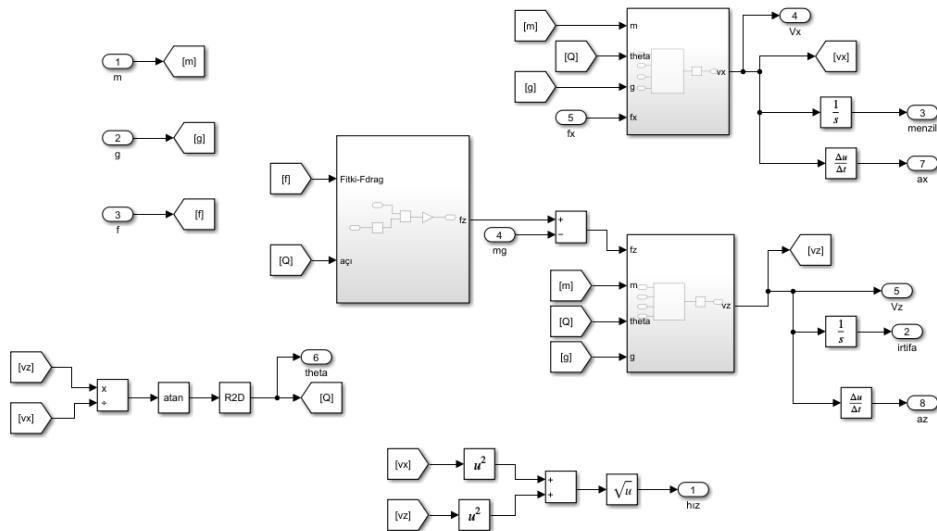 [m]
m
4
Vx
1
m
[m]
[Q]
theta
[vx]
[g]
g
vx
5
fx
fx
1
s
3
menzil
2
g
[g]
Δu
Δt
7
ax
[f]
Fitki-Fdrag
3
f
[f]
fz
+
−
4
mg
[Q]
açı
fz
[vz]
[m]
m
[Q]
theta
vz
5
Vz
[g]
g
1
s
2
irtifa
[vz]
x
÷
atan
R2D
6
theta
[Q]
[vx]
Δu
Δt
8
az
[vx]
u²
+
+
√u
1
hız
[vz]
u²